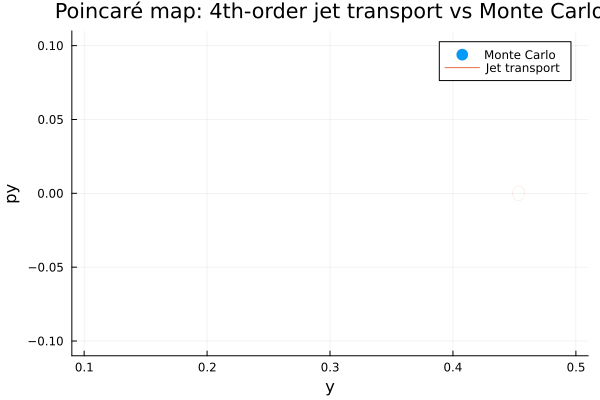 Poincaré map: 4th-order jet transport vs Monte Carlo
0.10
0.05
0.00
−0.05
−0.10
py
Monte Carlo
Jet transport
0.1 0.2 0.3 0.4 0.5
y